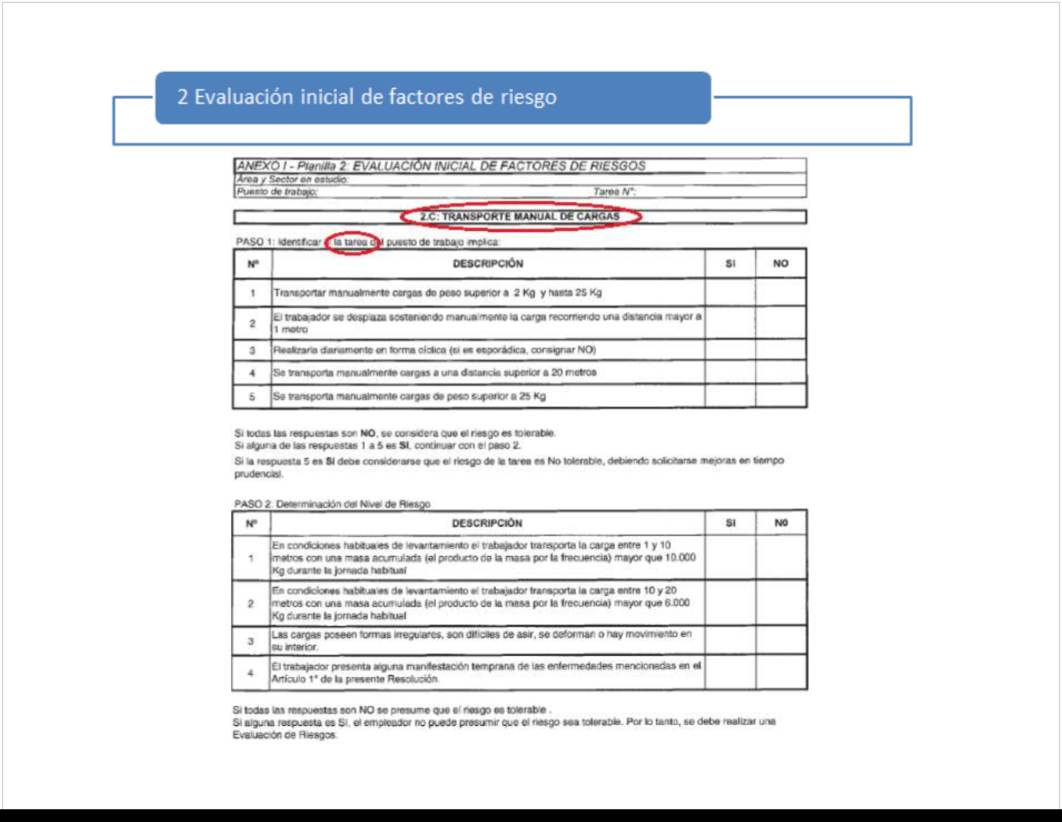 2 Evaluación inicial de factores de riesgo
ANEXO I - Planilla 2: EVALUACIÓN INICIAL DE FACTORES DE RIESGOS
Área y Sector en estudio:
Puesto de trabajo: Tarea N°:
2.C: TRANSPORTE MANUAL DE CARGAS
PASO 1: Identificar si la tarea del puesto de trabajo implica:
N° DESCRIPCIÓN SI NO
1 Transportar manualmente cargas de peso superior a 2 Kg y hasta 25 Kg
2 El trabajador se desplaza sosteniendo manualmente la carga recorriendo una distancia mayor a
1 metro
3 Realizarla diariamente en forma cíclica (si es esporádica, consignar NO)
4 Se transporta manualmente cargas a una distancia superior a 20 metros
5 Se transporta manualmente cargas de peso superior a 25 Kg
Si todas las respuestas son NO, se considera que el riesgo es tolerable.
Si alguna de las respuestas 1 a 5 es SI, continuar con el paso 2.
Si la respuesta 5 es SI debe considerarse que el riesgo de la tarea es No tolerable, debiendo solicitarse mejoras en tiempo
prudencial.
PASO 2: Determinación del Nivel de Riesgo
N° DESCRIPCIÓN SI NO
1 En condiciones habituales de levantamiento el trabajador transporta la carga entre 1 y 10
metros con una masa acumulada (el producto de la masa por la frecuencia) mayor que 10.000
Kg durante la jornada habitual
2 En condiciones habituales de levantamiento el trabajador transporta la carga entre 10 y 20
metros con una masa acumulada (el producto de la masa por la frecuencia) mayor que 6.000
Kg durante la jornada habitual
3 Las cargas poseen formas irregulares, son difíciles de asir, se deforman o hay movimiento en
su interior.
4 El trabajador presenta alguna manifestación temprana de las enfermedades mencionadas en el
Artículo 1° de la presente Resolución
Si todas las respuestas son NO se presume que el riesgo es tolerable .
Si alguna respuesta es SI, el empleador no puede presumir que el riesgo sea tolerable. Por lo tanto, se debe realizar una
Evaluación de Riesgos.